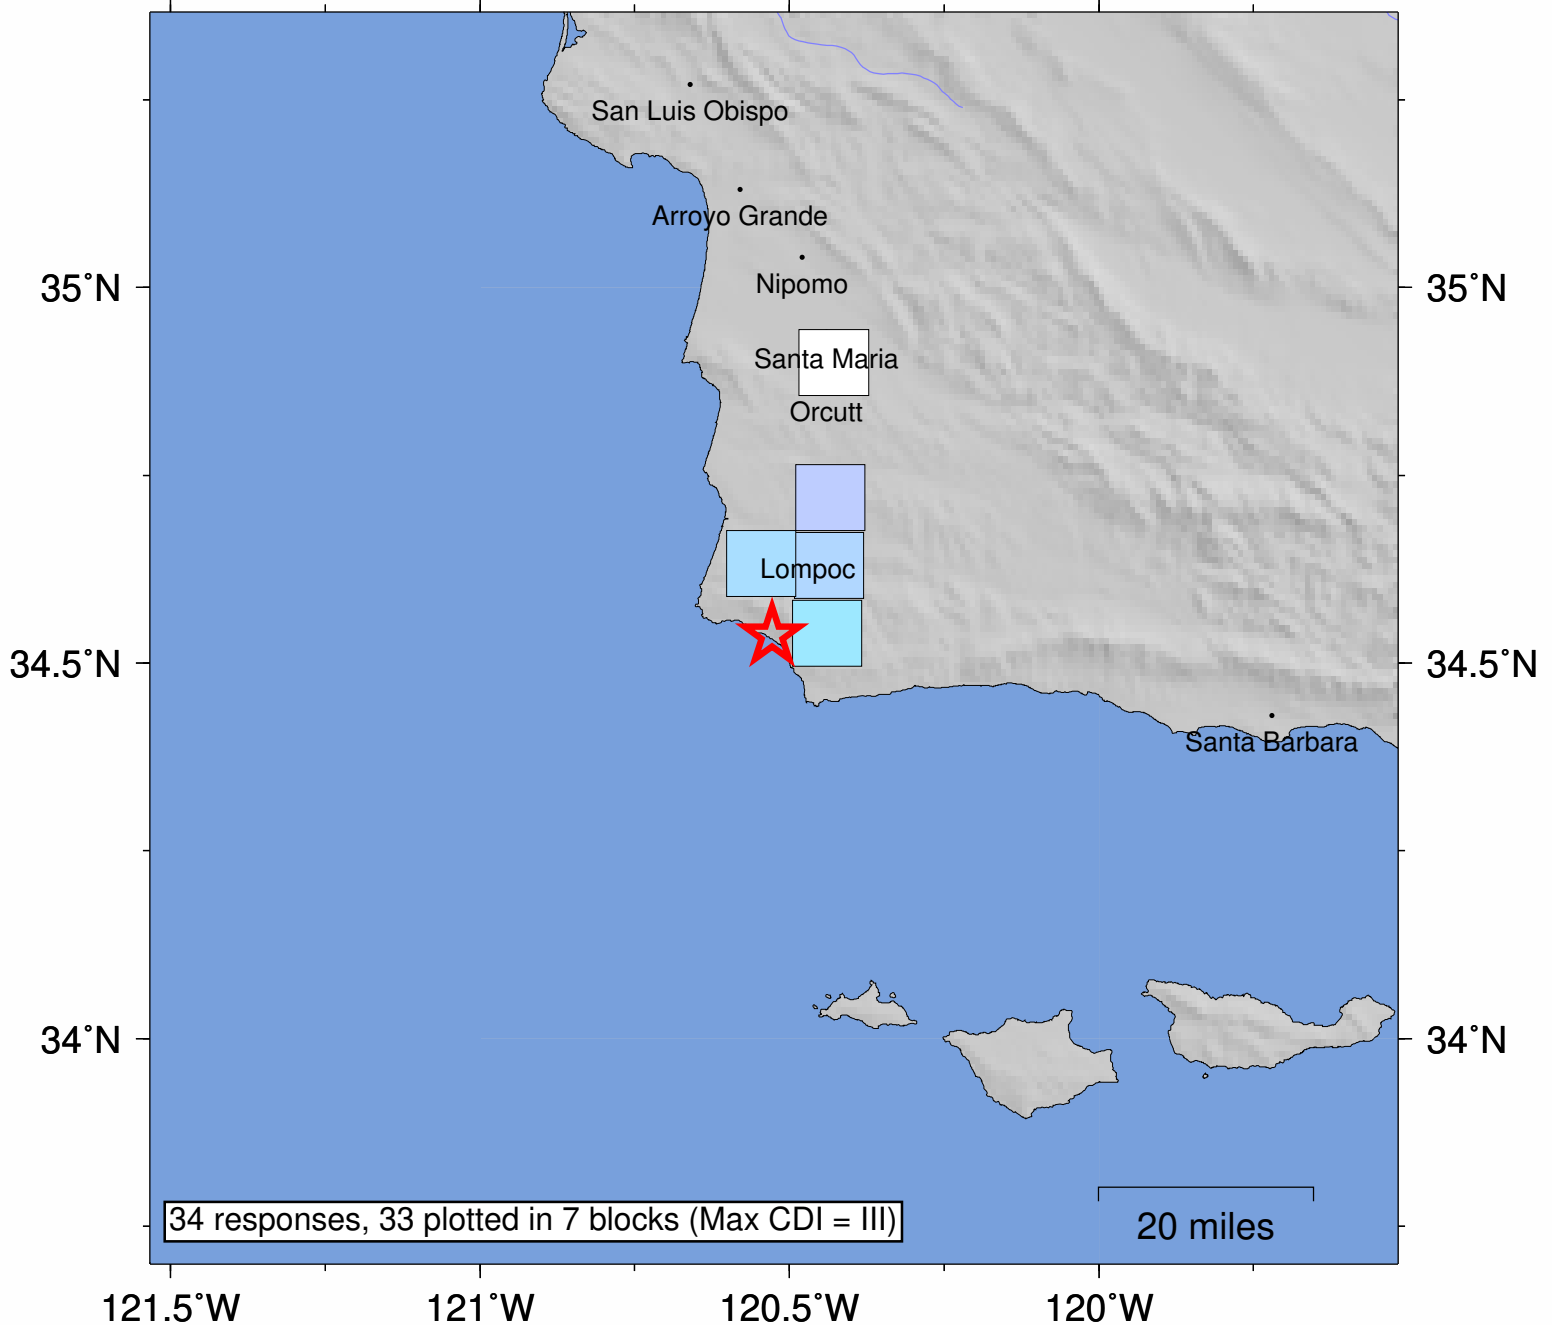 San Luis Obispo
Arroyo Grande
35˚N
35˚N
Nipomo
Santa Maria
Orcutt
Lompoc
34.5˚N
34.5˚N
Santa Barbara
34˚N
34˚N
34 responses, 33 plotted in 7 blocks (Max CDI = III)
20 miles
121.5˚W
121˚W
120.5˚W
120˚W